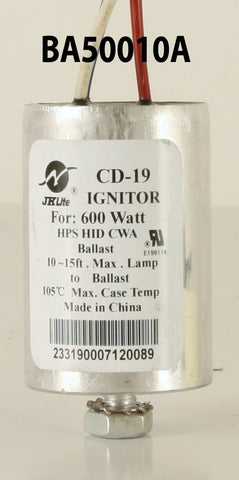 BA50010A
CD-19
JK Lite ®
IGNITOR
For: 600 Watt
HPS HID CWA
Ballast
E196114
10~15ft. Max. Lamp
to Ballast
105℃ Max. Case Temp
Made in China
233190007120089